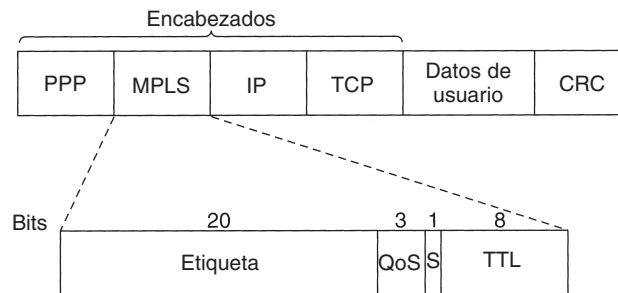 Encabezados
PPP MPLS IP TCP Datos de usuario CRC
Bits 20 3 1 8
Etiqueta QoS S TTL